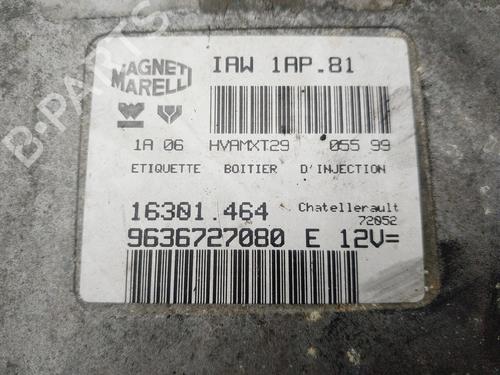 B-PARTS
MAGNETI MARELLI
IAW 1AP.81
1A 06 HVAMXT29 055 99
ETIQUETTE BOITIER D'INJECTION
16301.464 Chatellerault
72052
9636727080 E 12V=